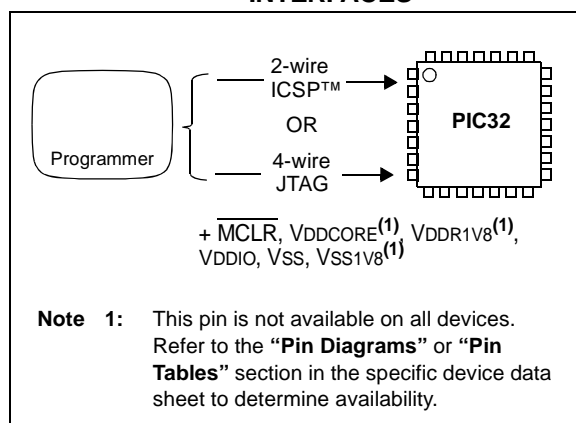 INTERFACES
2-wire
ICSP™
OR
4-wire
JTAG
Programmer
PIC32
+ MCLR, VDDCORE(1), VDDR1V8(1),
VDDIO, VSS, VSS1V8(1)
Note 1: This pin is not available on all devices.
Refer to the “Pin Diagrams” or “Pin
Tables” section in the specific device data
sheet to determine availability.